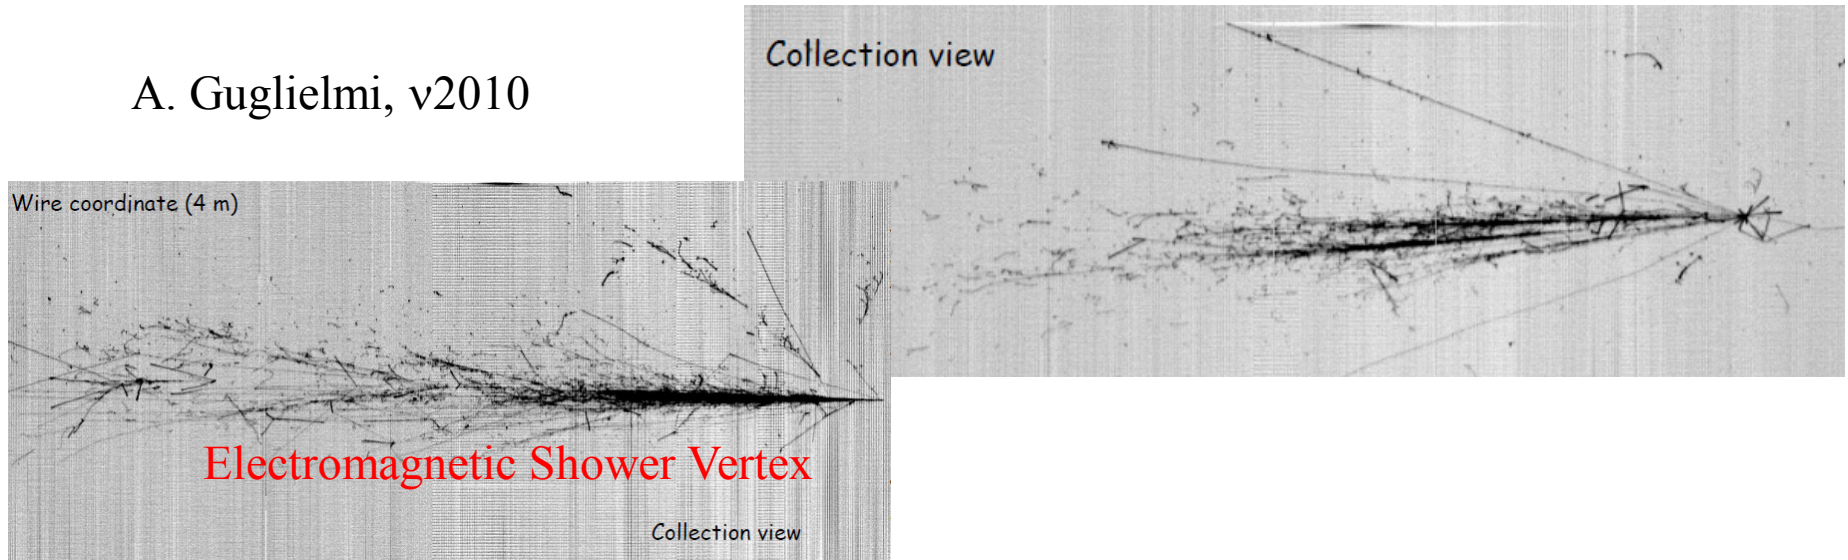 A. Guglielmi, ν2010
Collection view
Wire coordinate (4 m)
Electromagnetic Shower Vertex
Collection view